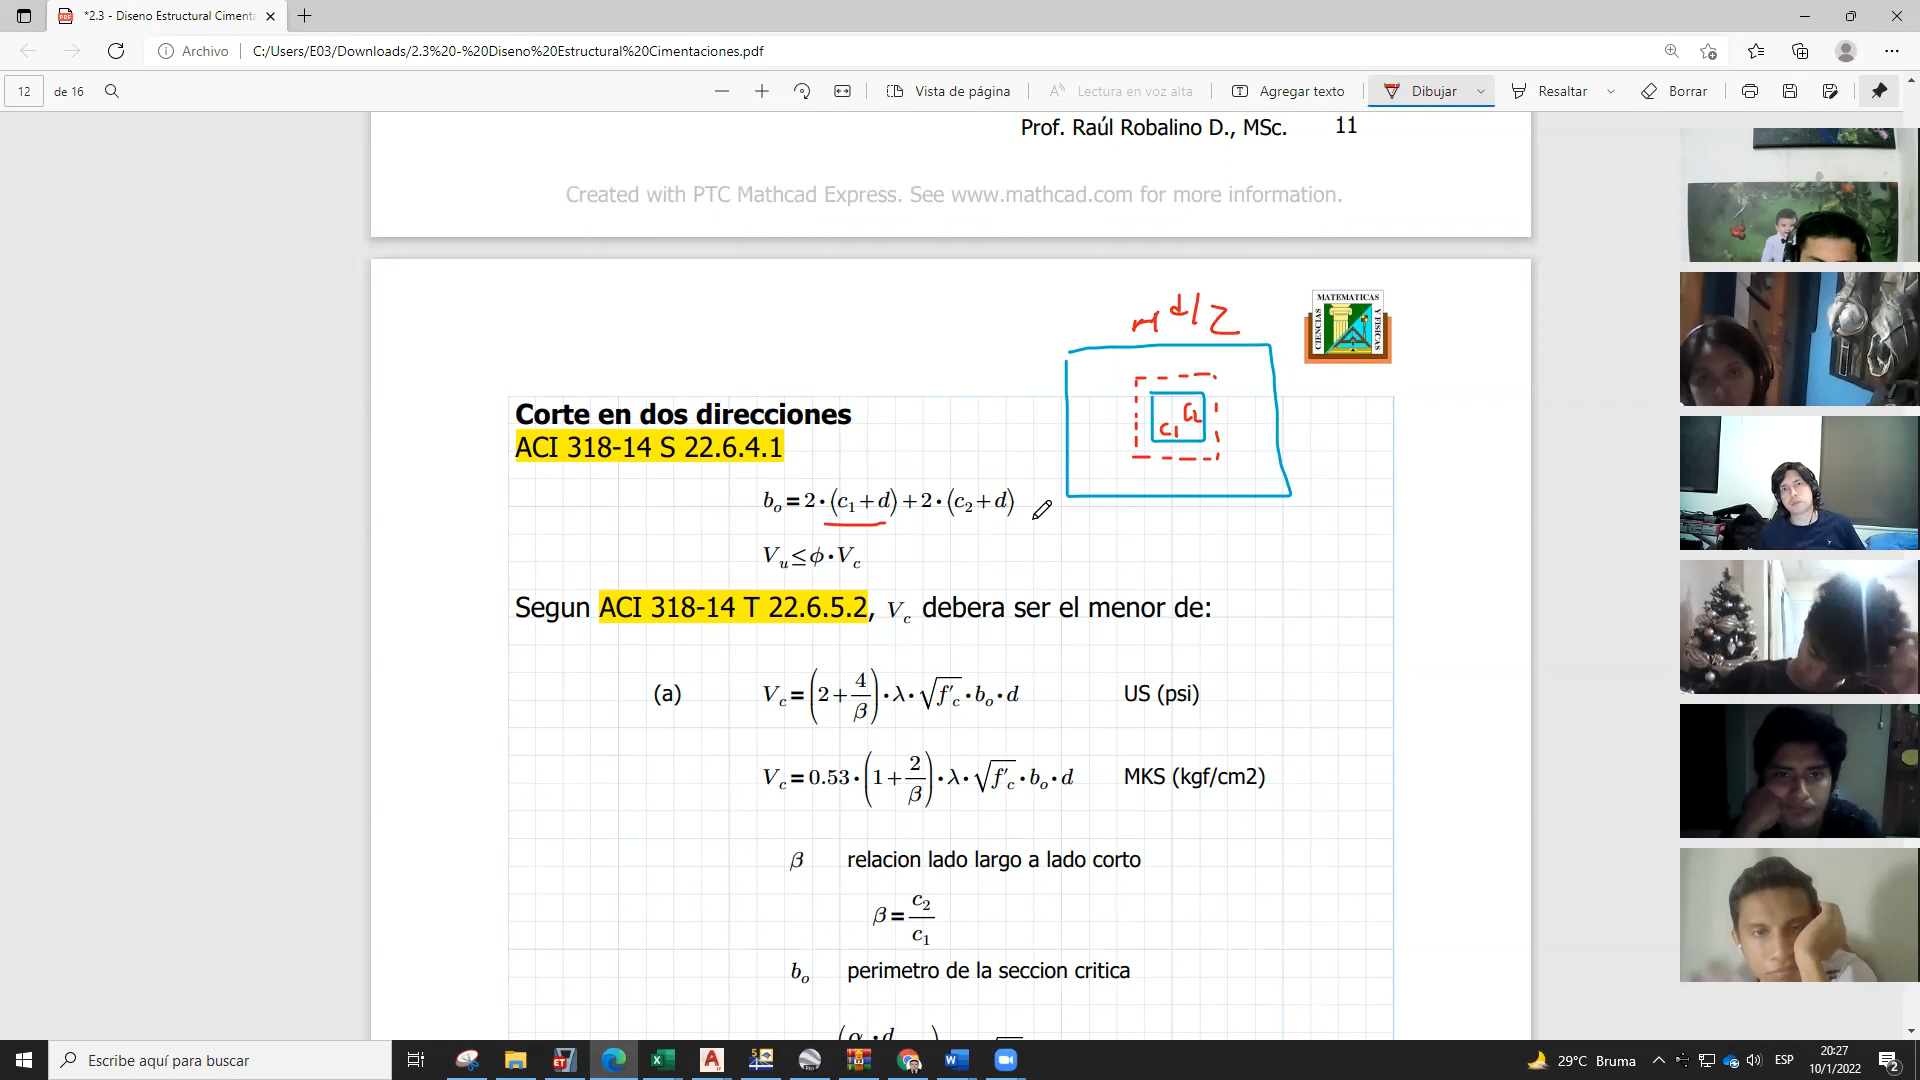 *2.3 - Diseno Estructural Cimenta
Archivo
C:/Users/E03/Downloads/2.3%20-%20Diseno%20Estructural%20Cimentaciones.pdf
12 de 16
Vista de página
Lectura en voz alta
Agregar texto
Dibujar
Resaltar
Borrar
Prof. Raúl Robalino D., MSc. 11
Created with PTC Mathcad Express. See www.mathcad.com for more information.
d/2
MATEMATICAS
CIENCIAS
Y FISICAS
c1 c2
Corte en dos direcciones
ACI 318-14 S 22.6.4.1
bₒ=2·(c₁+d)+2·(c₂+d)
Vᵤ≤ϕ·V꜀
Segun ACI 318-14 T 22.6.5.2, V꜀ debera ser el menor de:
(a) V꜀=(2+4/β)·λ·√f'꜀·bₒ·d US (psi)
V꜀=0.53·(1+2/β)·λ·√f'꜀·bₒ·d MKS (kgf/cm2)
β relacion lado largo a lado corto
β=c₂/c₁
bₒ perimetro de la seccion critica
Escribe aquí para buscar
29°C Bruma
ESP
20:27
10/1/2022
2